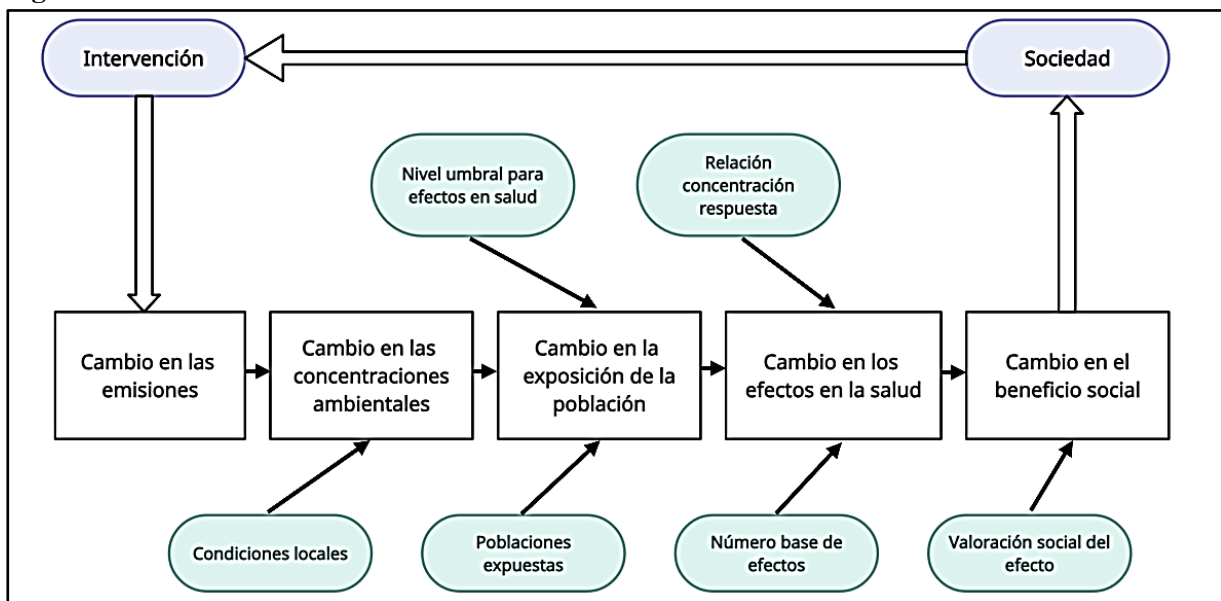 Intervención
Sociedad
Nivel umbral para
efectos en salud
Relación
concentración
respuesta
Cambio en las
emisiones
Cambio en las
concentraciones
ambientales
Cambio en la
exposición de la
población
Cambio en los
efectos en la salud
Cambio en el
beneficio social
Condiciones locales
Poblaciones
expuestas
Número base de
efectos
Valoración social del
efecto